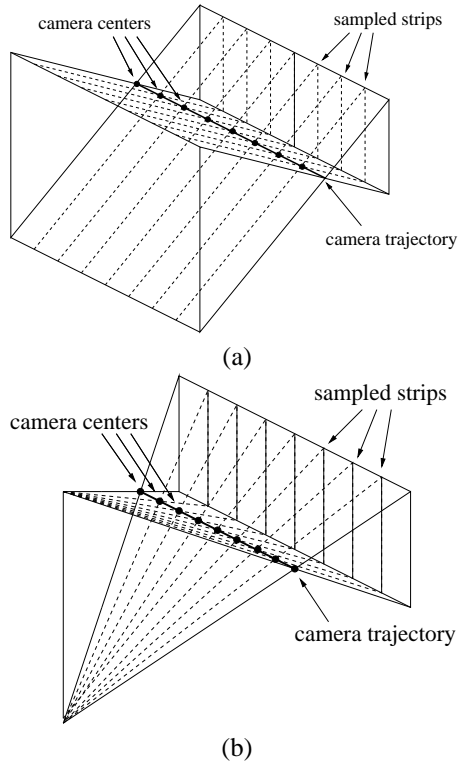 camera centers
sampled strips
camera trajectory
(a)
sampled strips
camera centers
camera trajectory
(b)